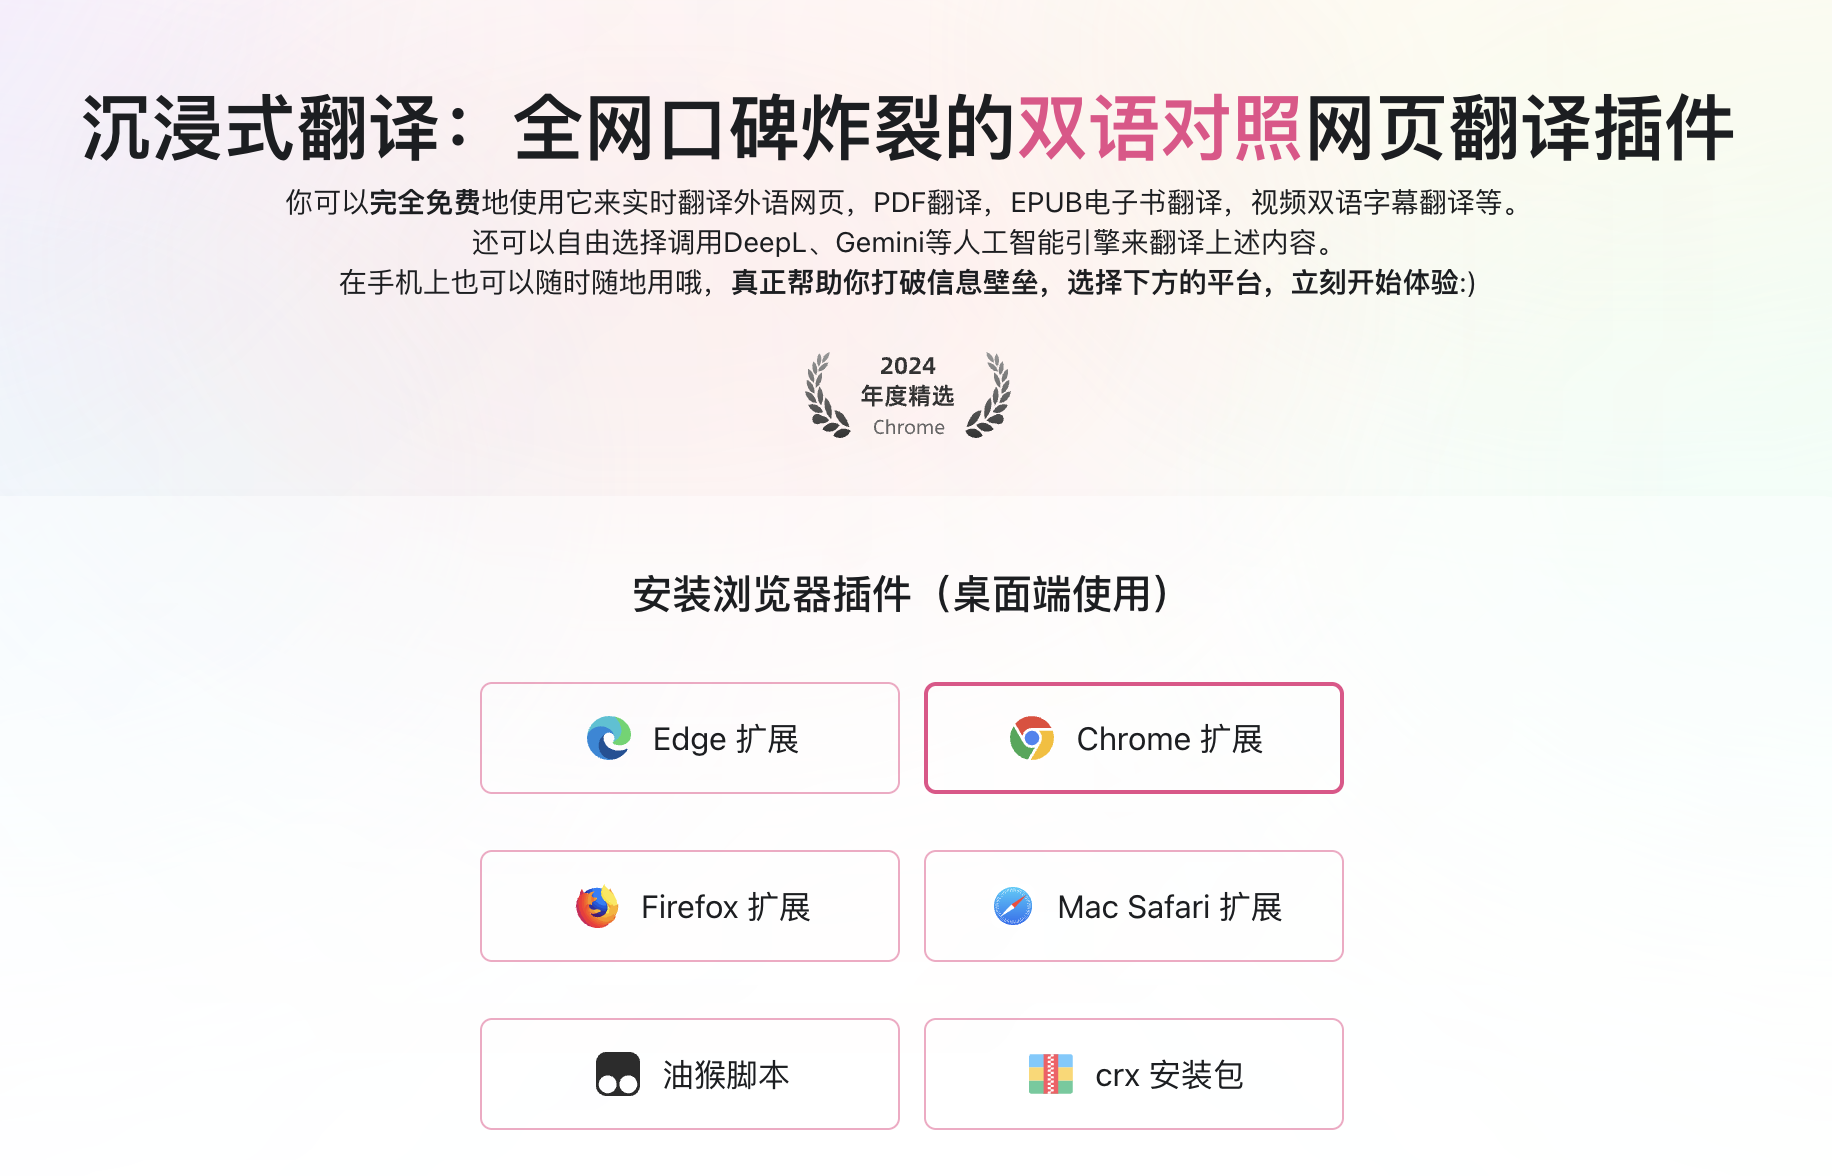 沉浸式翻译：全网口碑炸裂的双语对照网页翻译插件
你可以完全免费地使用它来实时翻译外语网页，PDF翻译，EPUB电子书翻译，视频双语字幕翻译等。
还可以自由选择调用DeepL、Gemini等人工智能引擎来翻译上述内容。
在手机上也可以随时随地用哦，真正帮助你打破信息壁垒，选择下方的平台，立刻开始体验:)
2024
年度精选
Chrome
安装浏览器插件（桌面端使用）
Edge 扩展
Chrome 扩展
Firefox 扩展
Mac Safari 扩展
油猴脚本
crx 安装包